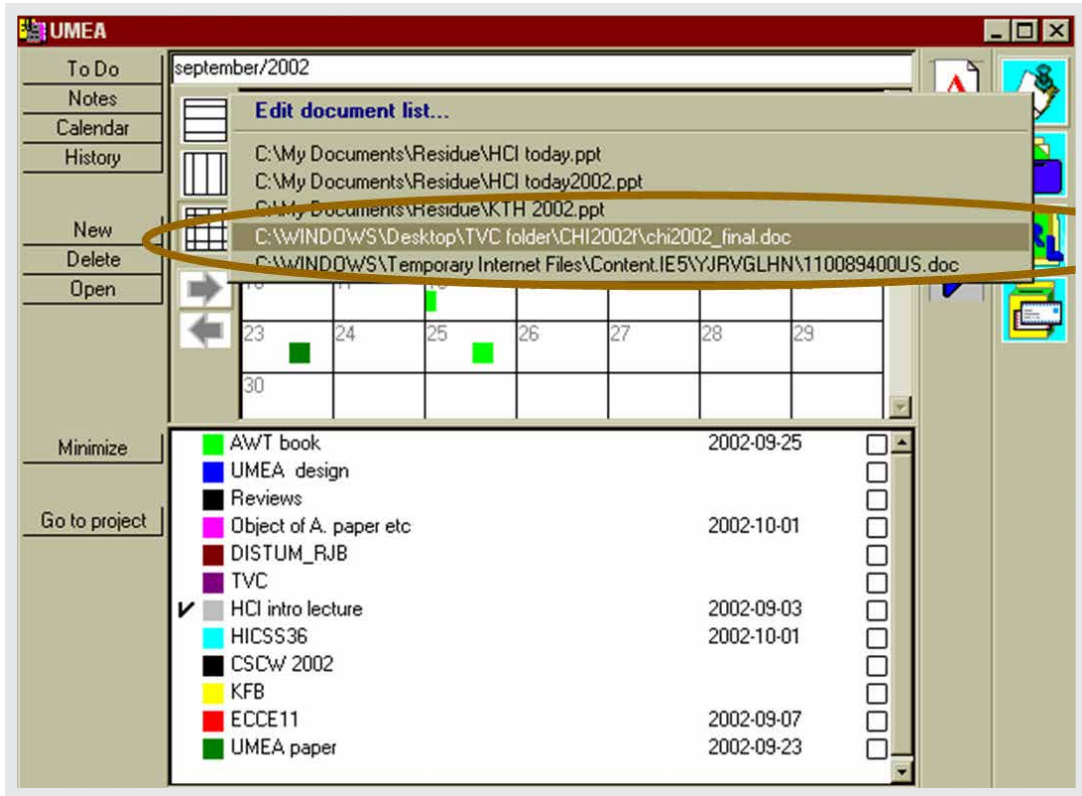 UMEA
To Do
Notes
Calendar
History
New
Delete
Open
Minimize
Go to project
september/2002
Edit document list...
C:\My Documents\Residue\HCI today.ppt
C:\My Documents\Residue\HCI today2002.ppt
C:\My Documents\Residue\KTH 2002.ppt
C:\WINDOWS\Desktop\TVC folder\CHI2002f\chi2002_final.doc
C:\WINDOWS\Temporary Internet Files\Content.IE5\YJRVGLHN\110089400US.doc
23 24 25 26 27 28 29
30
AWT book 2002-09-25
UMEA design
Reviews
Object of A. paper etc 2002-10-01
DISTUM_RJB
TVC
HCI intro lecture 2002-09-03
HICSS36 2002-10-01
CSCW 2002
KFB
ECCE11 2002-09-07
UMEA paper 2002-09-23